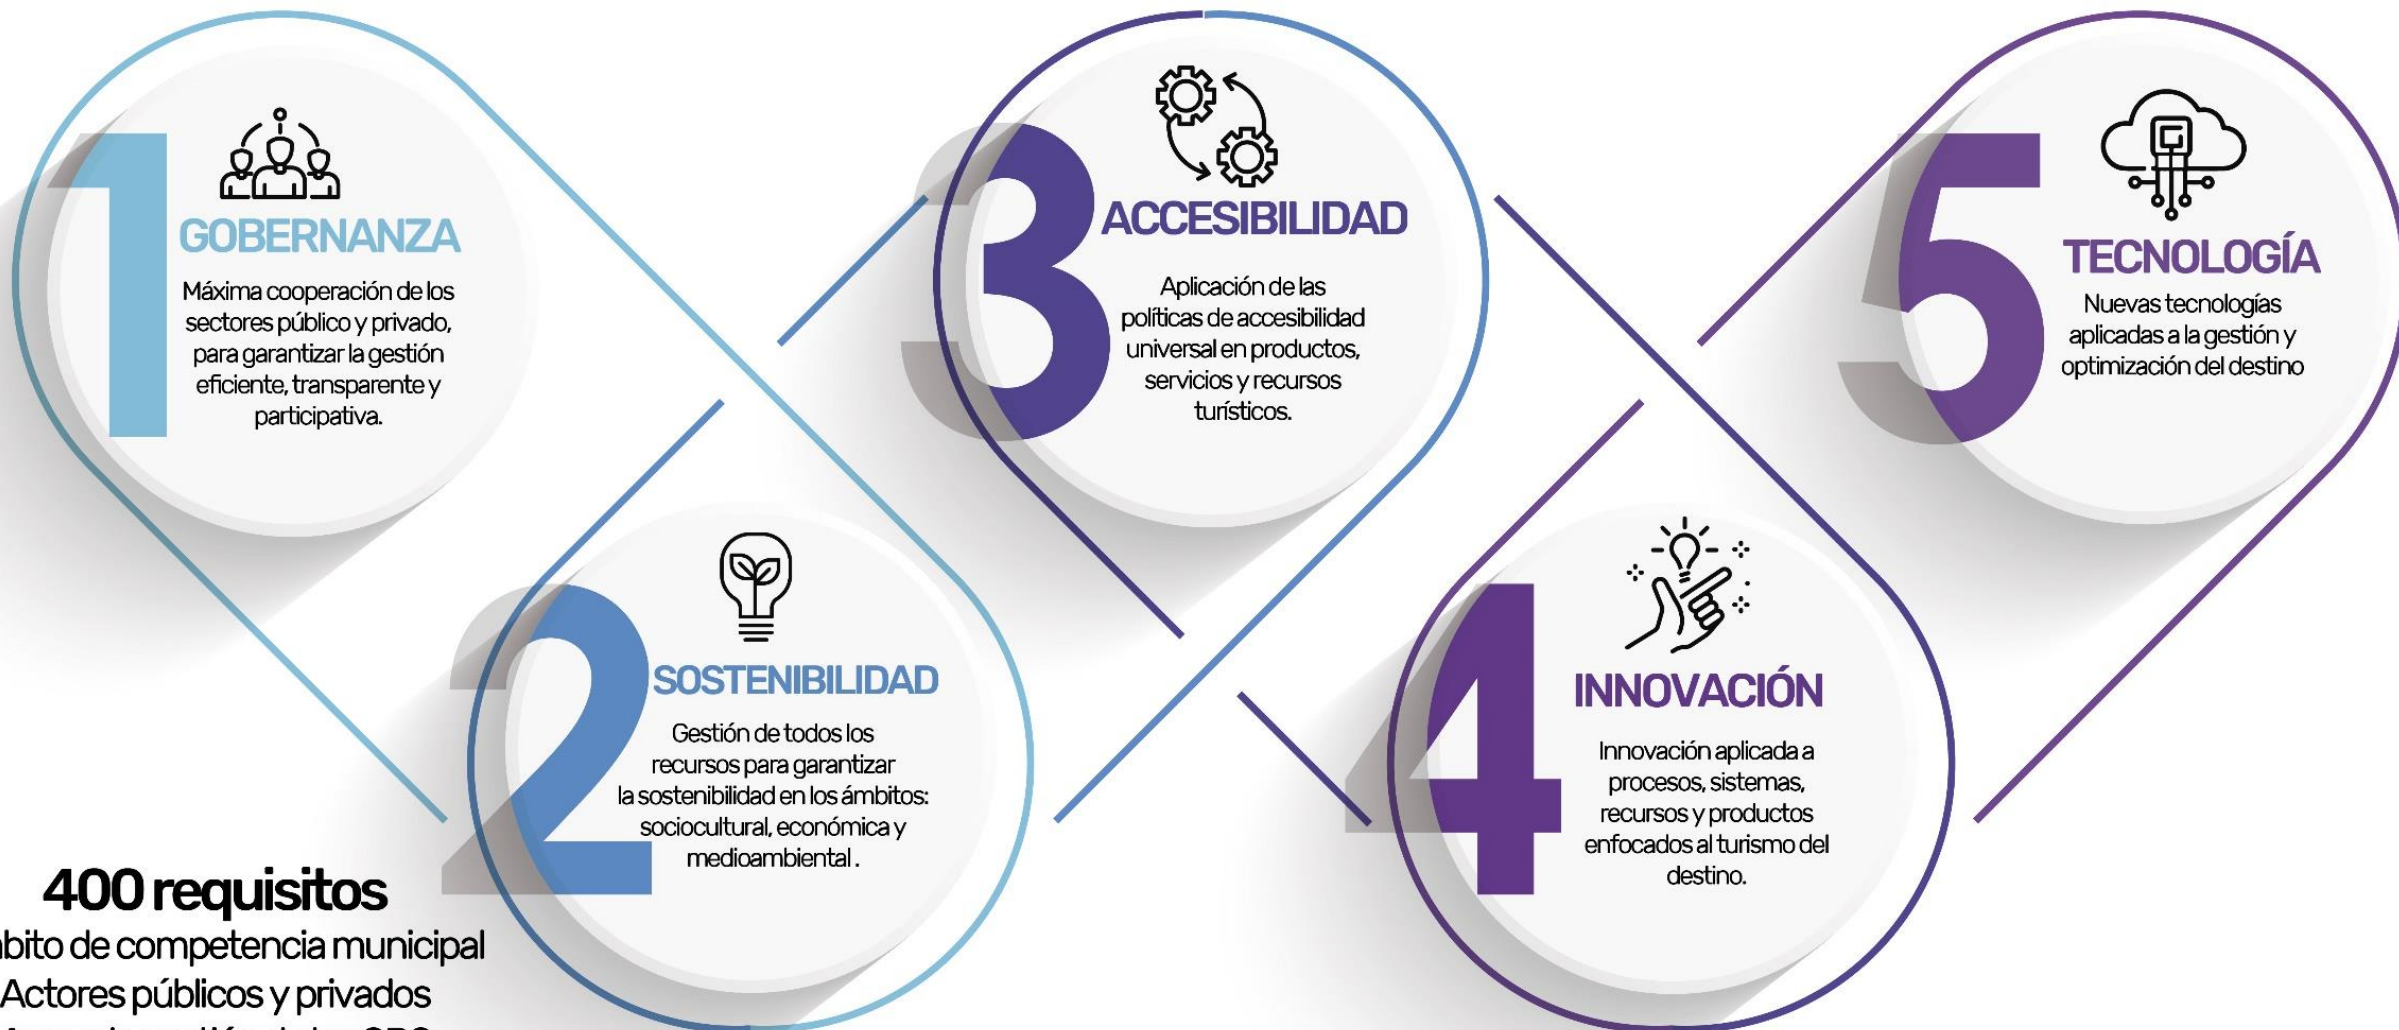 1
GOBERNANZA
Máxima cooperación de los
sectores público y privado,
para garantizar la gestión
eficiente, transparente y
participativa.
2
SOSTENIBILIDAD
Gestión de todos los
recursos para garantizar
la sostenibilidad en los ámbitos:
sociocultural, económica y
medioambiental .
3
ACCESIBILIDAD
Aplicación de las
políticas de accesibilidad
universal en productos,
servicios y recursos
turísticos.
4
INNOVACIÓN
Innovación aplicada a
procesos, sistemas,
recursos y productos
enfocados al turismo del
destino.
5
TECNOLOGÍA
Nuevas tecnologías
aplicadas a la gestión y
optimización del destino
400 requisitos
de competencia municipal
Actores públicos y privados